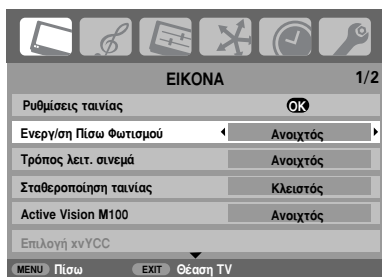 ΕΙΚΟΝΑ 1/2
Ρυθμίσεις ταινίας OK
Ενεργ/ση Πίσω Φωτισμού Ανοιχτός
Τρόπος λειτ. σινεμά Ανοιχτός
Σταθεροποίηση ταινίας Κλειστός
Active Vision M100 Ανοιχτός
Επιλογή xvYCC
MENU Πίσω EXIT Θέαση TV